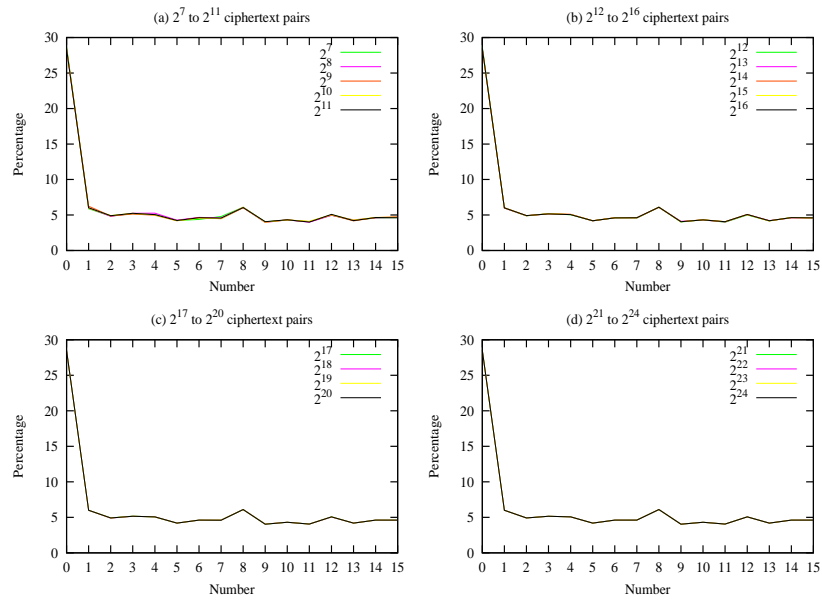 (a) 2^7 to 2^11 ciphertext pairs
30
25
20
15
10
5
0
Percentage
2^7
2^8
2^9
2^10
2^11
0 1 2 3 4 5 6 7 8 9 10 11 12 13 14 15
Number
(b) 2^12 to 2^16 ciphertext pairs
30
25
20
15
10
5
0
Percentage
2^12
2^13
2^14
2^15
2^16
0 1 2 3 4 5 6 7 8 9 10 11 12 13 14 15
Number
(c) 2^17 to 2^20 ciphertext pairs
30
25
20
15
10
5
0
Percentage
2^17
2^18
2^19
2^20
0 1 2 3 4 5 6 7 8 9 10 11 12 13 14 15
Number
(d) 2^21 to 2^24 ciphertext pairs
30
25
20
15
10
5
0
Percentage
2^21
2^22
2^23
2^24
0 1 2 3 4 5 6 7 8 9 10 11 12 13 14 15
Number